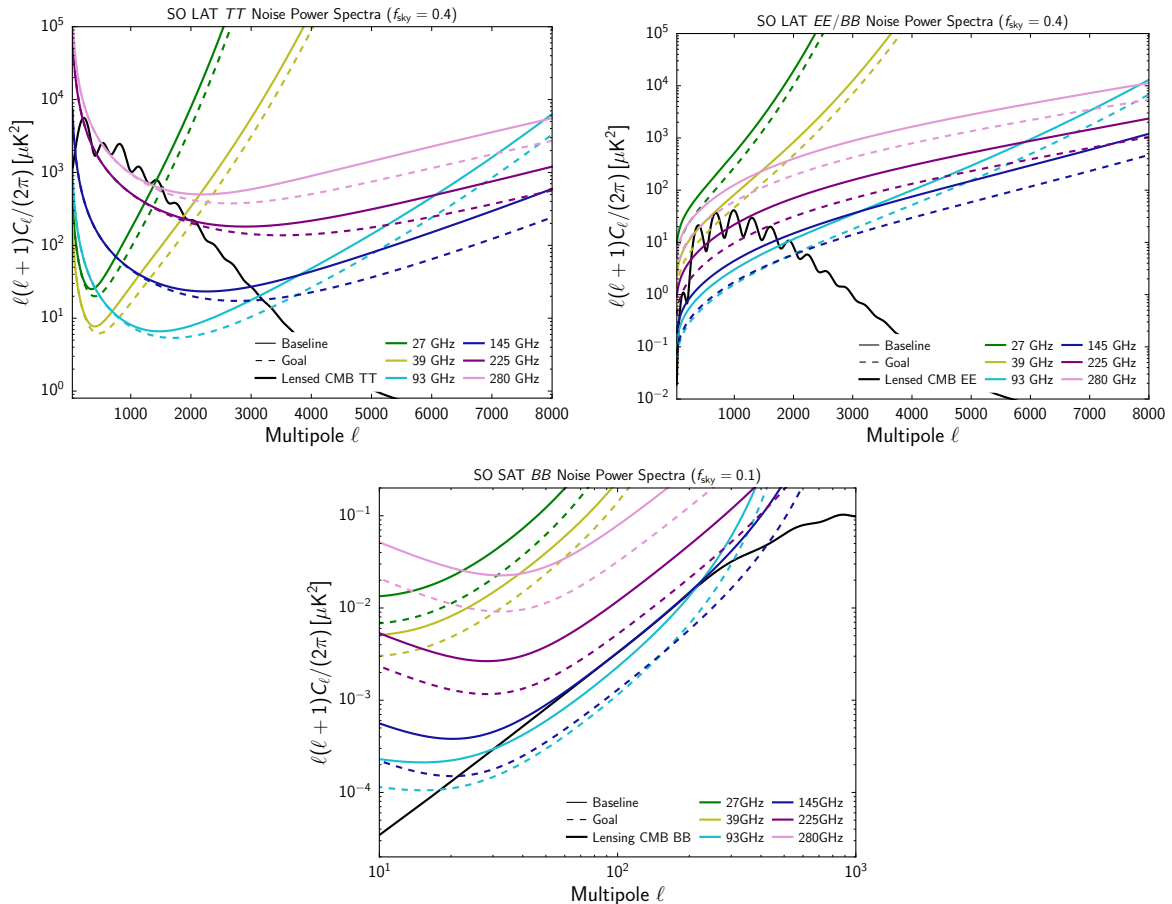 SO LAT TT Noise Power Spectra (f_sky = 0.4)
10^5
10^4
10^3
10^2
10^1
10^0
ℓ(ℓ + 1)C_ℓ/(2π) [μK^2]
Baseline
Goal
Lensed CMB TT
27 GHz
39 GHz
93 GHz
145 GHz
225 GHz
280 GHz
1000 2000 3000 4000 5000 6000 7000 8000
Multipole ℓ
SO LAT EE/BB Noise Power Spectra (f_sky = 0.4)
10^5
10^4
10^3
10^2
10^1
10^0
10^−1
10^−2
ℓ(ℓ + 1)C_ℓ/(2π) [μK^2]
Baseline
Goal
Lensed CMB EE
27 GHz
39 GHz
93 GHz
145 GHz
225 GHz
280 GHz
1000 2000 3000 4000 5000 6000 7000 8000
Multipole ℓ
SO SAT BB Noise Power Spectra (f_sky = 0.1)
10^−1
10^−2
10^−3
10^−4
ℓ(ℓ + 1)C_ℓ/(2π) [μK^2]
Baseline
Goal
Lensing CMB BB
27GHz
39GHz
93GHz
145GHz
225GHz
280GHz
10^1 10^2 10^3
Multipole ℓ